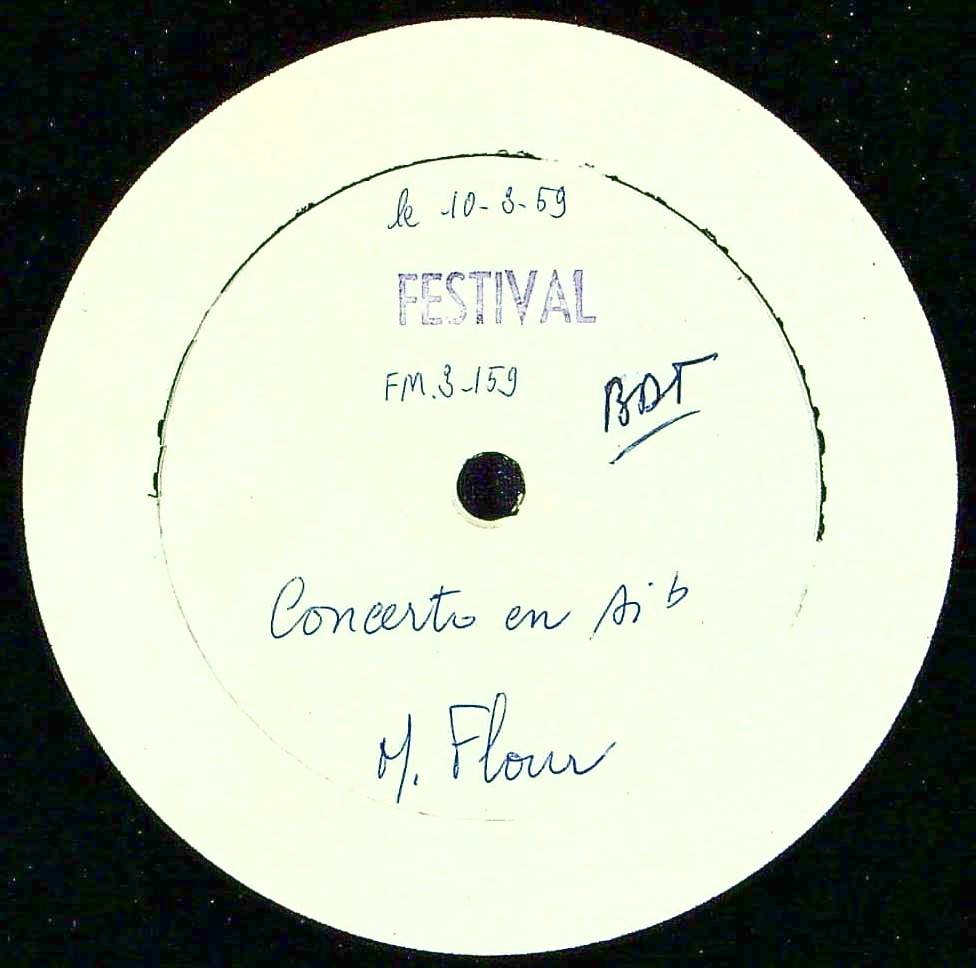 le 10-3-59
FESTIVAL
FM.3-159
BDT
Concerto en si b
M. Flour